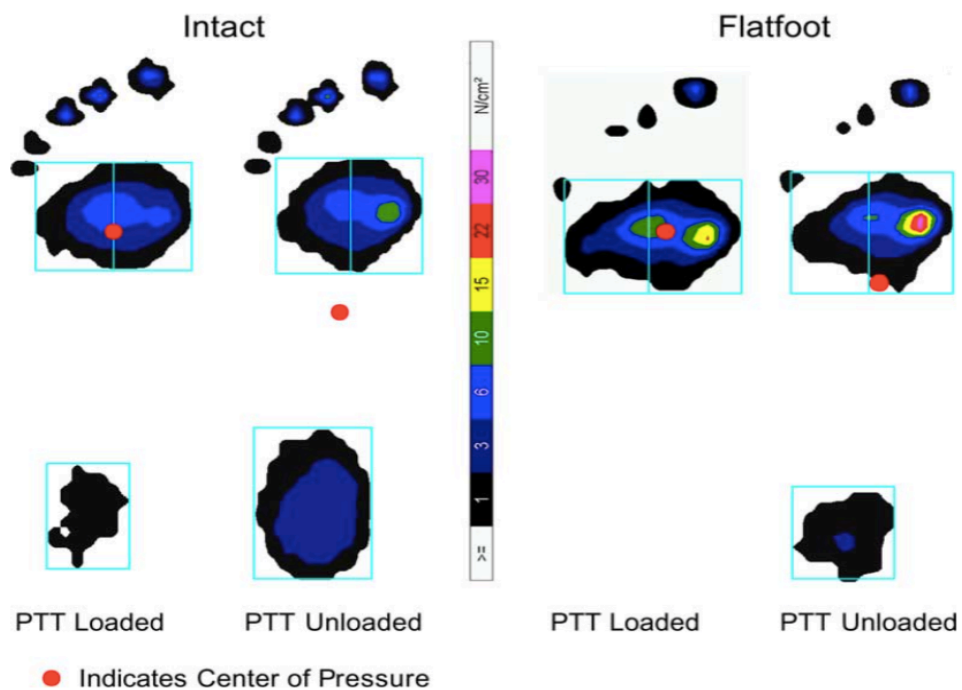 Intact
Flatfoot
N/cm²
30
22
15
10
6
3
1
>=
PTT Loaded
PTT Unloaded
PTT Loaded
PTT Unloaded
Indicates Center of Pressure